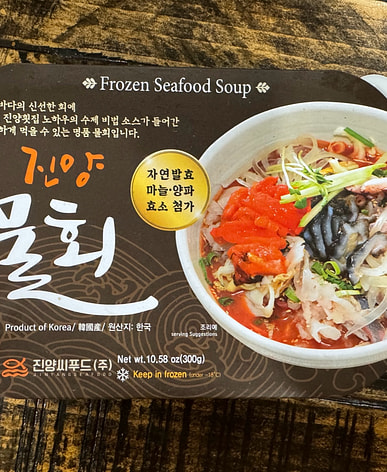 Frozen Seafood Soup
바다의 신선한 회에
진양횟집 노하우의 수제 비법 소스가 들어간
하게 먹을 수 있는 명품 물회입니다.
진양
물회
자연발효
마늘·양파
효소 첨가
Product of Korea/ 韓國産/ 원산지: 한국
조리예
serving Suggestions
진양씨푸드(주)
JINYANGSEAFOOD
Net wt.10.58 oz(300g)
Keep in frozen (under -18°C)